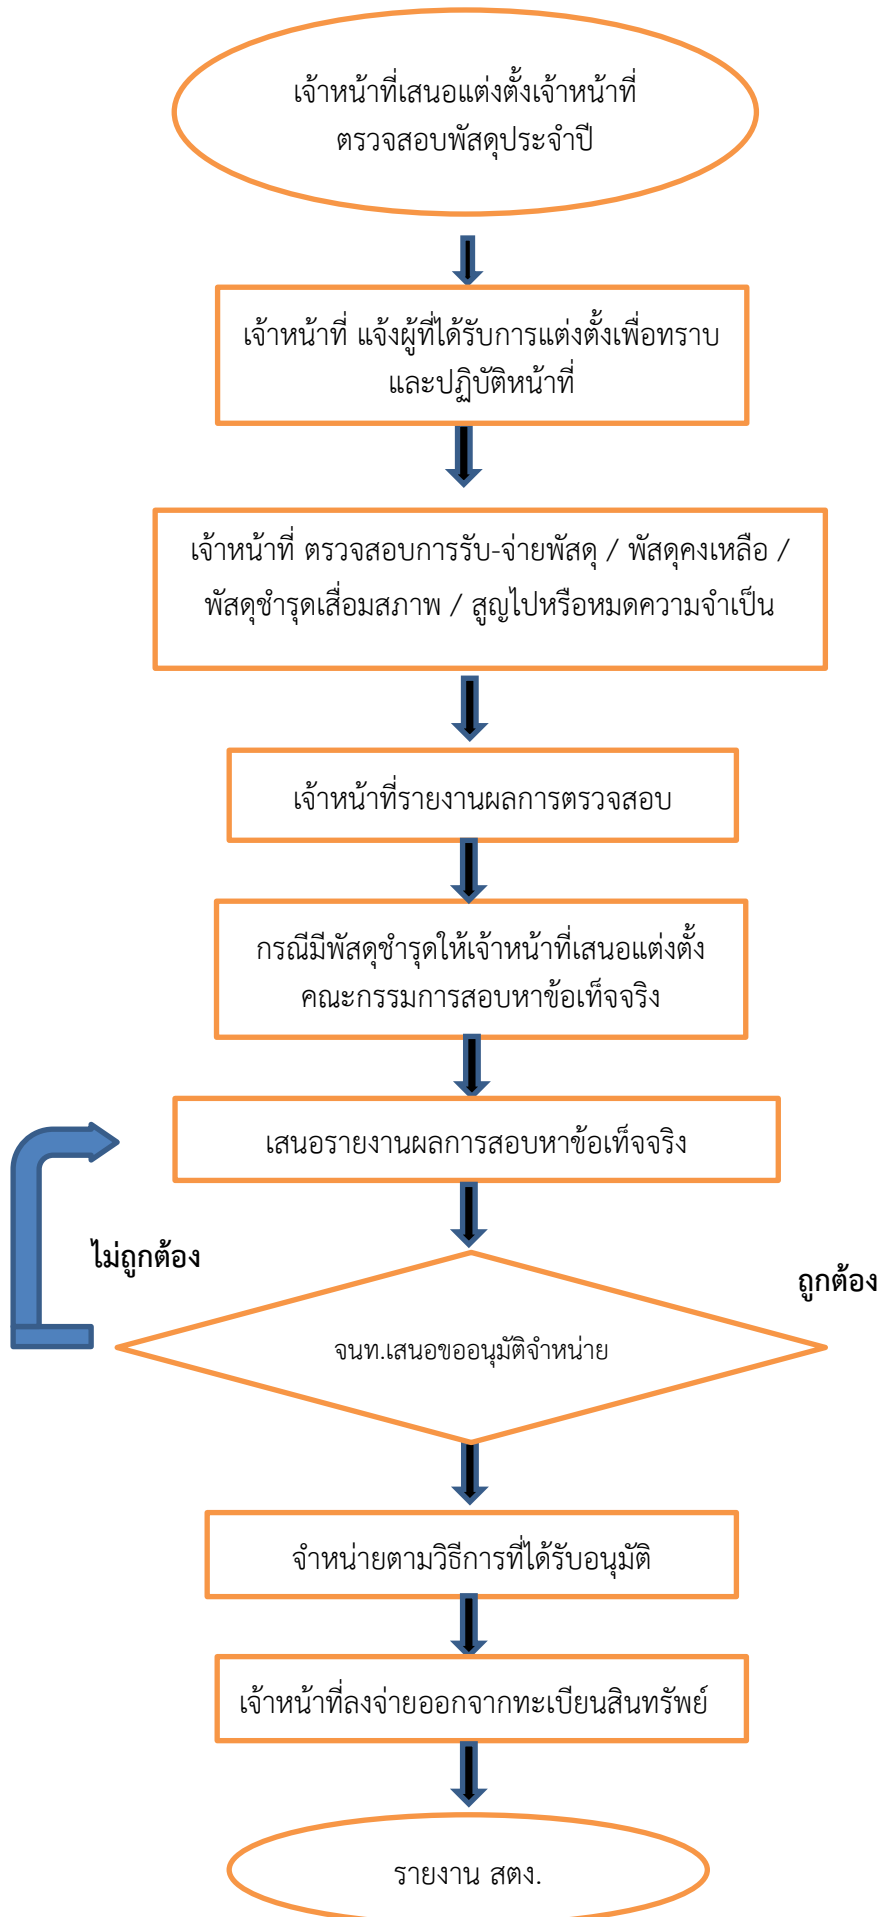 เจ้าหน้าที่เสนอแต่งตั้งเจ้าหน้าที่
ตรวจสอบพัสดุประจำปี
เจ้าหน้าที่ แจ้งผู้ที่ได้รับการแต่งตั้งเพื่อทราบ
และปฏิบัติหน้าที่
เจ้าหน้าที่ ตรวจสอบการรับ-จ่ายพัสดุ / พัสดุคงเหลือ /
พัสดุชำรุดเสื่อมสภาพ / สูญไปหรือหมดความจำเป็น
เจ้าหน้าที่รายงานผลการตรวจสอบ
กรณีมีพัสดุชำรุดให้เจ้าหน้าที่เสนอแต่งตั้ง
คณะกรรมการสอบหาข้อเท็จจริง
เสนอรายงานผลการสอบหาข้อเท็จจริง
ไม่ถูกต้อง
ถูกต้อง
จนท.เสนอขออนุมัติจำหน่าย
จำหน่ายตามวิธีการที่ได้รับอนุมัติ
เจ้าหน้าที่ลงจ่ายออกจากทะเบียนสินทรัพย์
รายงาน สตง.